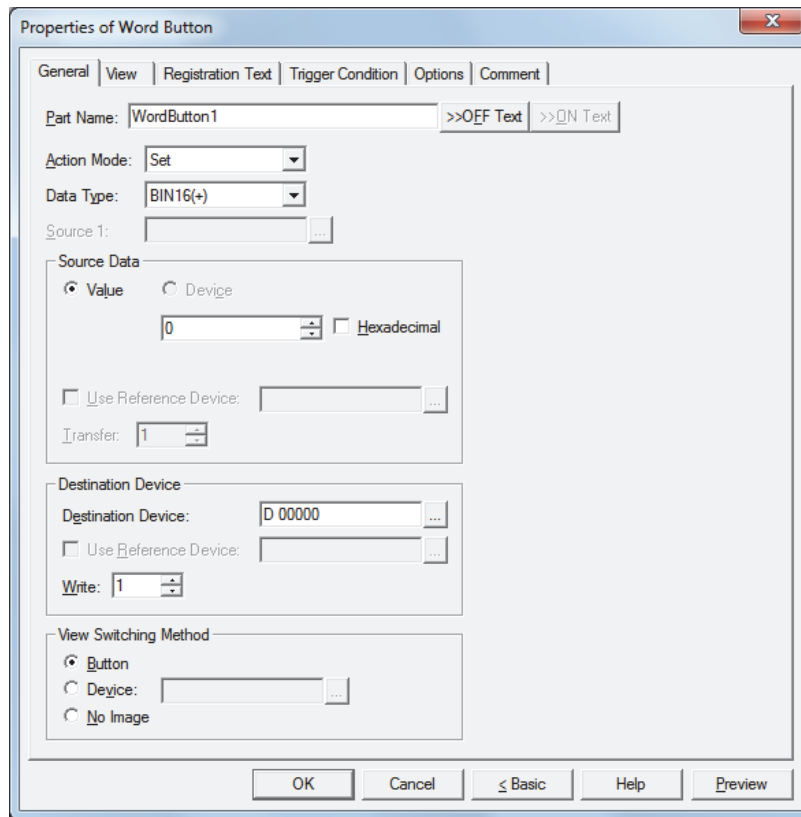 Properties of Word Button
x
General View Registration Text Trigger Condition Options Comment
Part Name: WordButton1 >>OFF Text >>ON Text
Action Mode: Set
Data Type: BIN16(+)
Source 1: ...
Source Data
Value Device
0 Hexadecimal
Use Reference Device: ...
Transfer: 1
Destination Device
Destination Device: D 00000 ...
Use Reference Device: ...
Write: 1
View Switching Method
Button
Device: ...
No Image
OK Cancel < Basic Help Preview